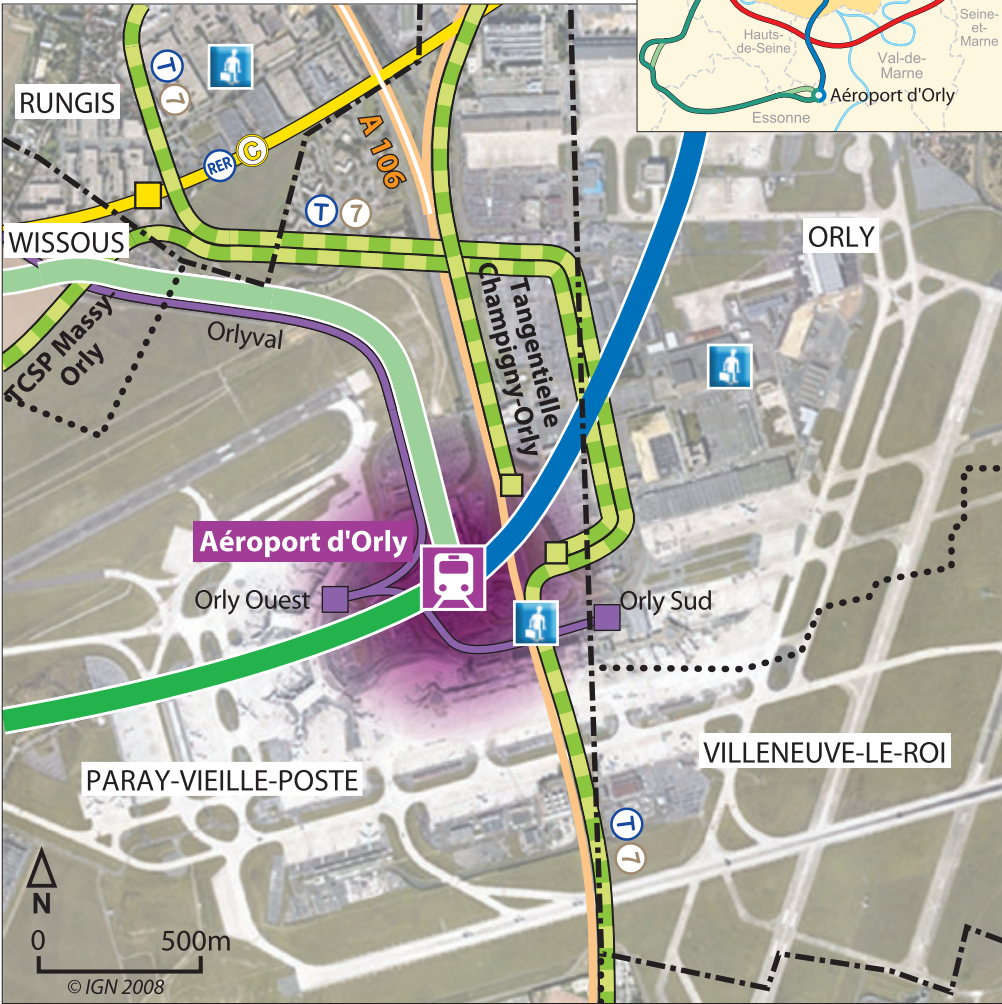 Seine-
et-
Marne
Hauts-
de-Seine
Val-de-
Marne
Aéroport d'Orly
Essonne
T
7
RUNGIS
A 106
RER
C
T
7
WISSOUS
ORLY
TCSP Massy-
Orly
Orlyval
Tangentielle
Champigny-Orly
Aéroport d'Orly
Orly Ouest
Orly Sud
PARAY-VIEILLE-POSTE
VILLENEUVE-LE-ROI
T
7
N
0
500m
© IGN 2008